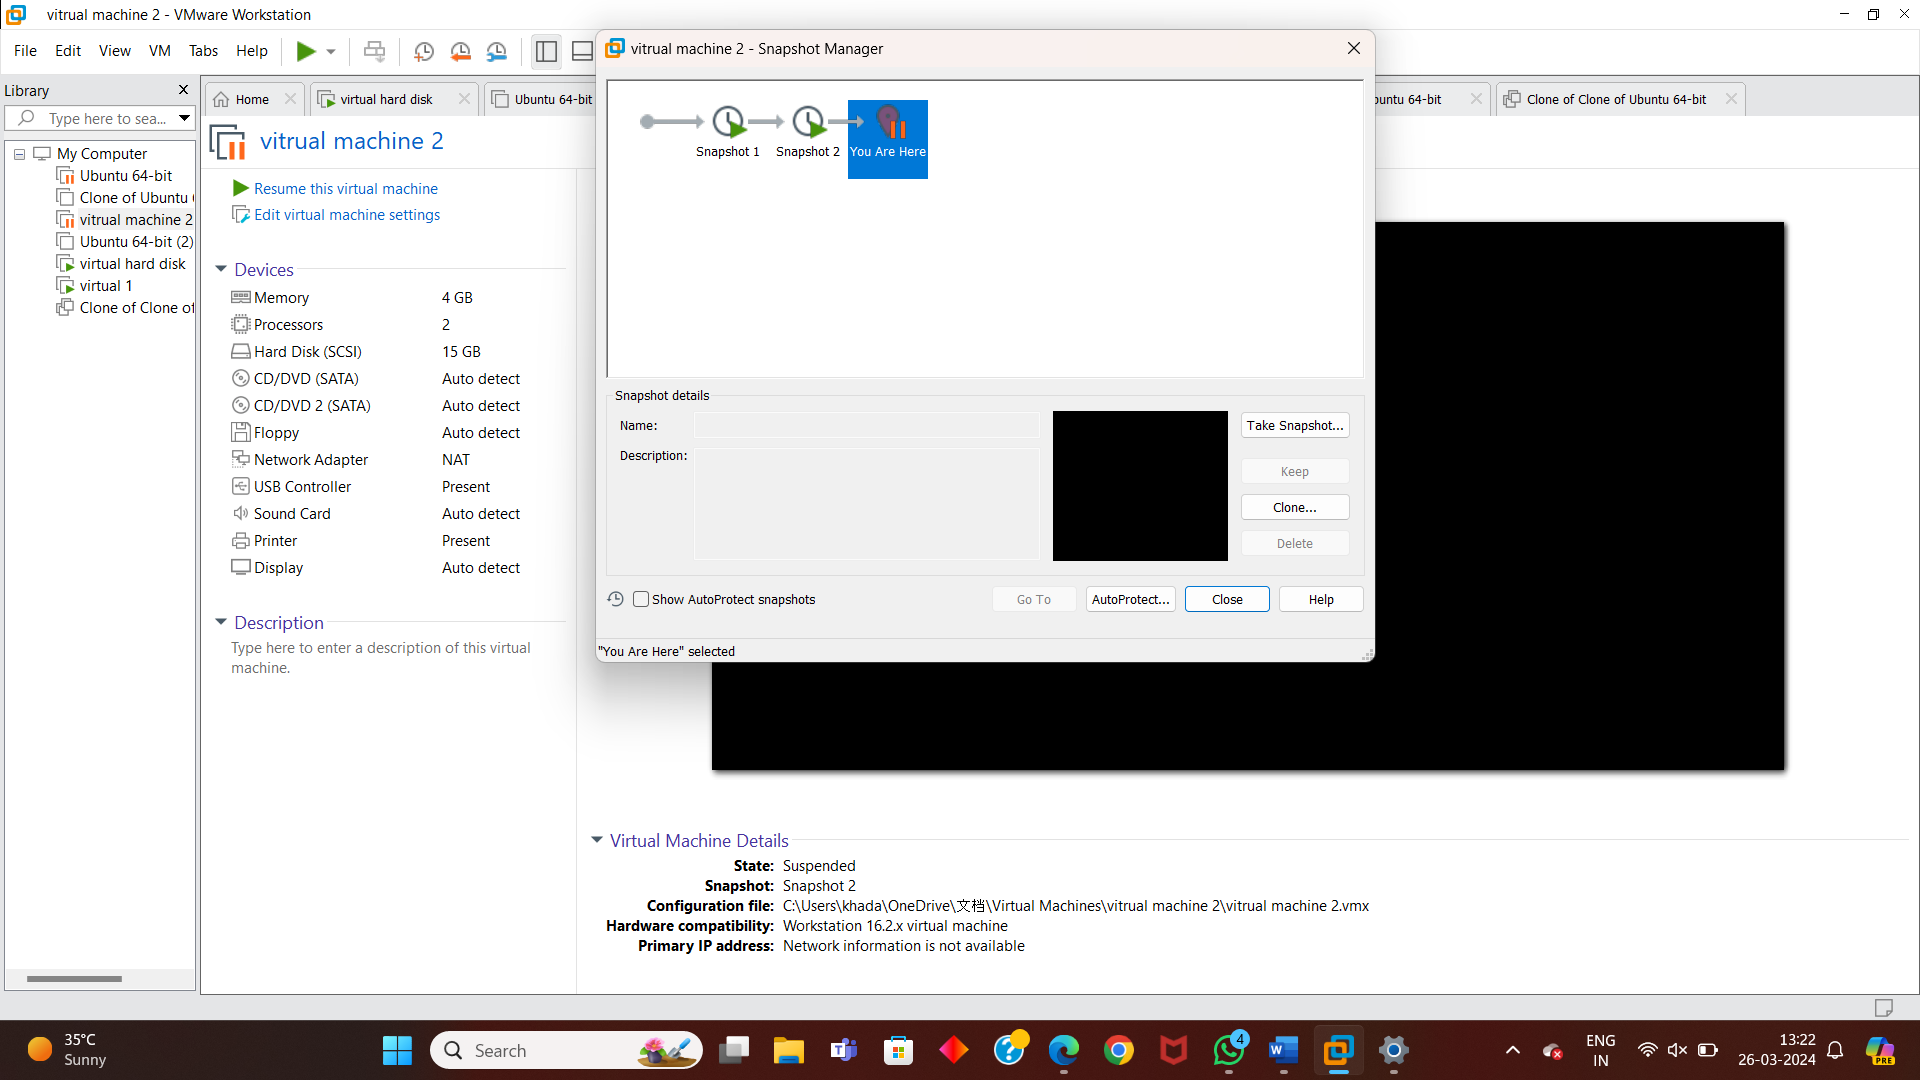 vitrual machine 2 - VMware Workstation
File Edit View VM Tabs Help
Library
Type here to sea...
My Computer
Ubuntu 64-bit
Clone of Ubuntu
vitrual machine 2
Ubuntu 64-bit (2)
virtual hard disk
virtual 1
Clone of Clone of
Home
virtual hard disk
Ubuntu 64-bit
64-bit
Clone of Clone of Ubuntu 64-bit
vitrual machine 2
Resume this virtual machine
Edit virtual machine settings
Devices
Memory 4 GB
Processors 2
Hard Disk (SCSI) 15 GB
CD/DVD (SATA) Auto detect
CD/DVD 2 (SATA) Auto detect
Floppy Auto detect
Network Adapter NAT
USB Controller Present
Sound Card Auto detect
Printer Present
Display Auto detect
Description
Type here to enter a description of this virtual
machine.
vitrual machine 2 - Snapshot Manager
Snapshot 1 Snapshot 2 You Are Here
Snapshot details
Name:
Description:
Take Snapshot...
Keep
Clone...
Delete
Show AutoProtect snapshots
Go To
AutoProtect...
Close
Help
"You Are Here" selected
Virtual Machine Details
State: Suspended
Snapshot: Snapshot 2
Configuration file: C:\Users\khada\OneDrive\文档\Virtual Machines\vitrual machine 2\vitrual machine 2.vmx
Hardware compatibility: Workstation 16.2.x virtual machine
Primary IP address: Network information is not available
35°C
Sunny
Search
4
ENG
IN
13:22
26-03-2024
PRE